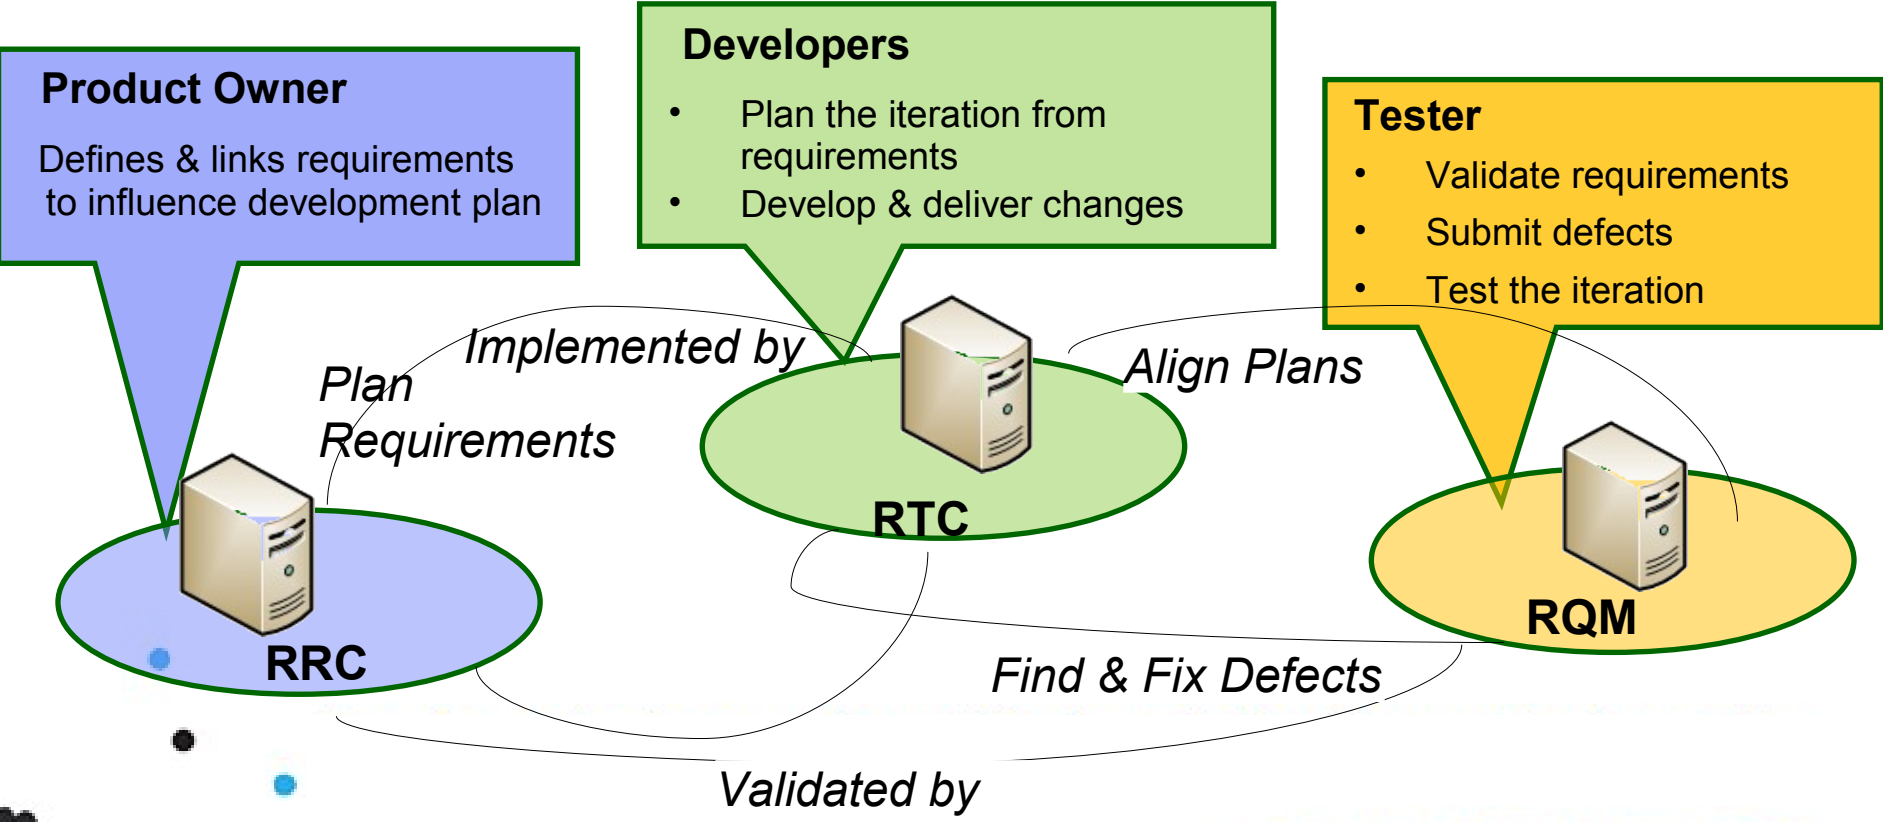 Product Owner
Defines & links requirements
to influence development plan
Developers
• Plan the iteration from
requirements
• Develop & deliver changes
Tester
• Validate requirements
• Submit defects
• Test the iteration
Implemented by
Plan
Requirements
Align Plans
RTC
RQM
RRC
Find & Fix Defects
Validated by